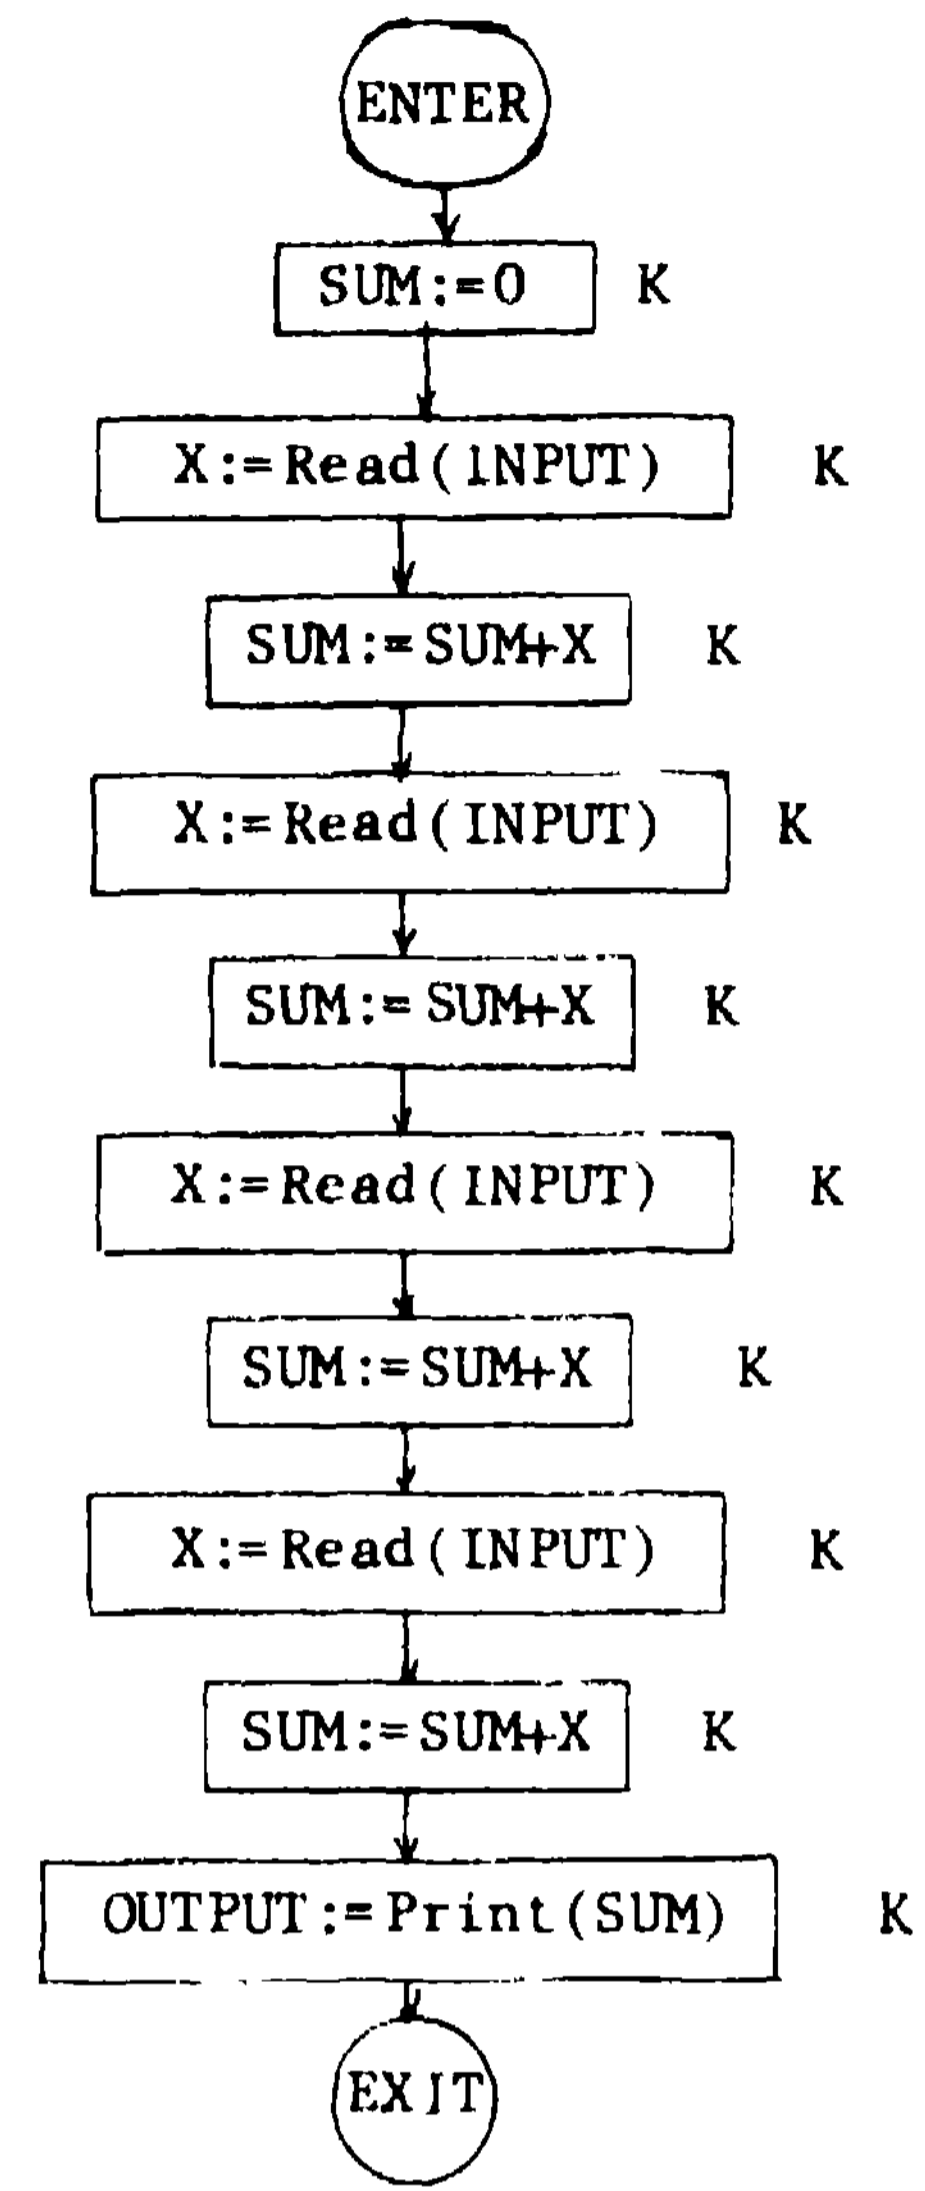 ENTER
SUM:=0 K
X:=Read(INPUT) K
SUM:=SUM+X K
X:=Read(INPUT) K
SUM:=SUM+X K
X:=Read(INPUT) K
SUM:=SUM+X K
X:=Read(INPUT) K
SUM:=SUM+X K
OUTPUT:=Print(SUM) K
EXIT